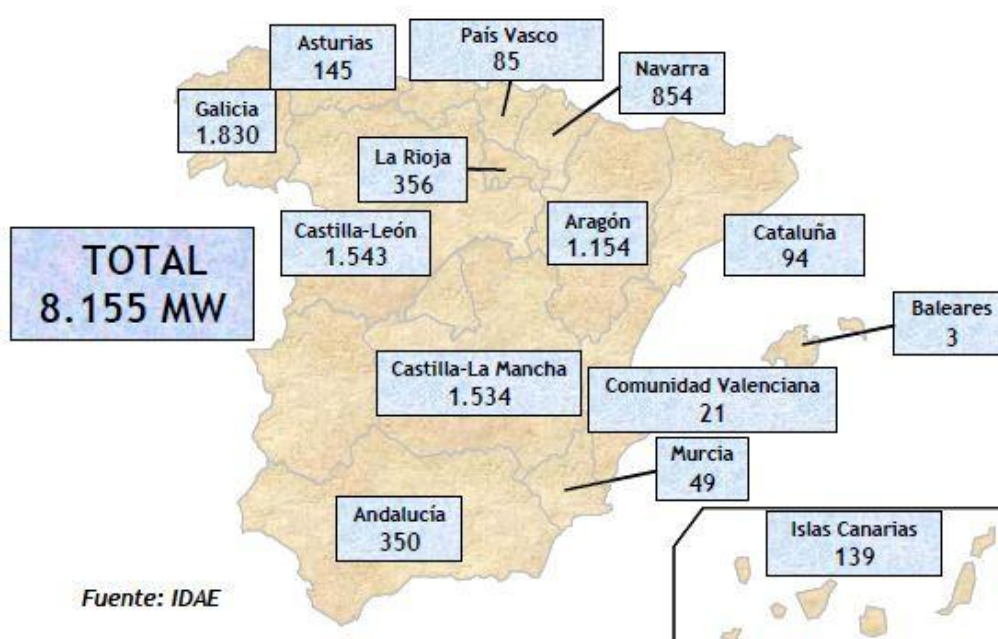 Asturias
145
País Vasco
85
Navarra
854
Galicia
1.830
La Rioja
356
Castilla-León
1.543
Aragón
1.154
Cataluña
94
TOTAL
8.155 MW
Baleares
3
Castilla-La Mancha
1.534
Comunidad Valenciana
21
Murcia
49
Andalucía
350
Islas Canarias
139
Fuente: IDAE